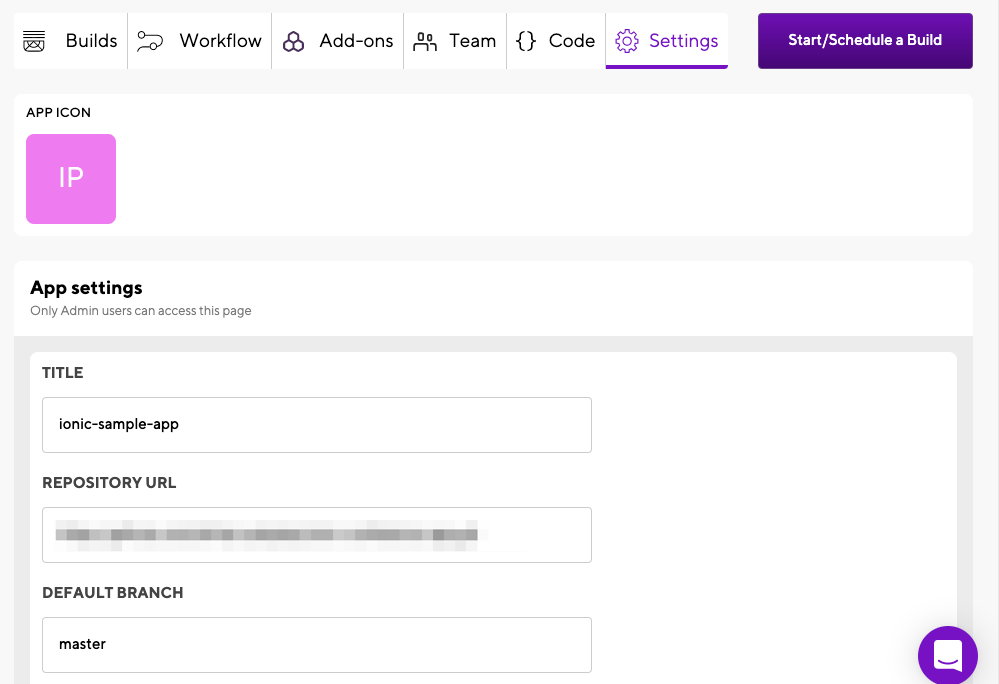 Builds Workflow Add-ons Team Code Settings Start/Schedule a Build
APP ICON
IP
App settings
Only Admin users can access this page
TITLE
ionic-sample-app
REPOSITORY URL
DEFAULT BRANCH
master